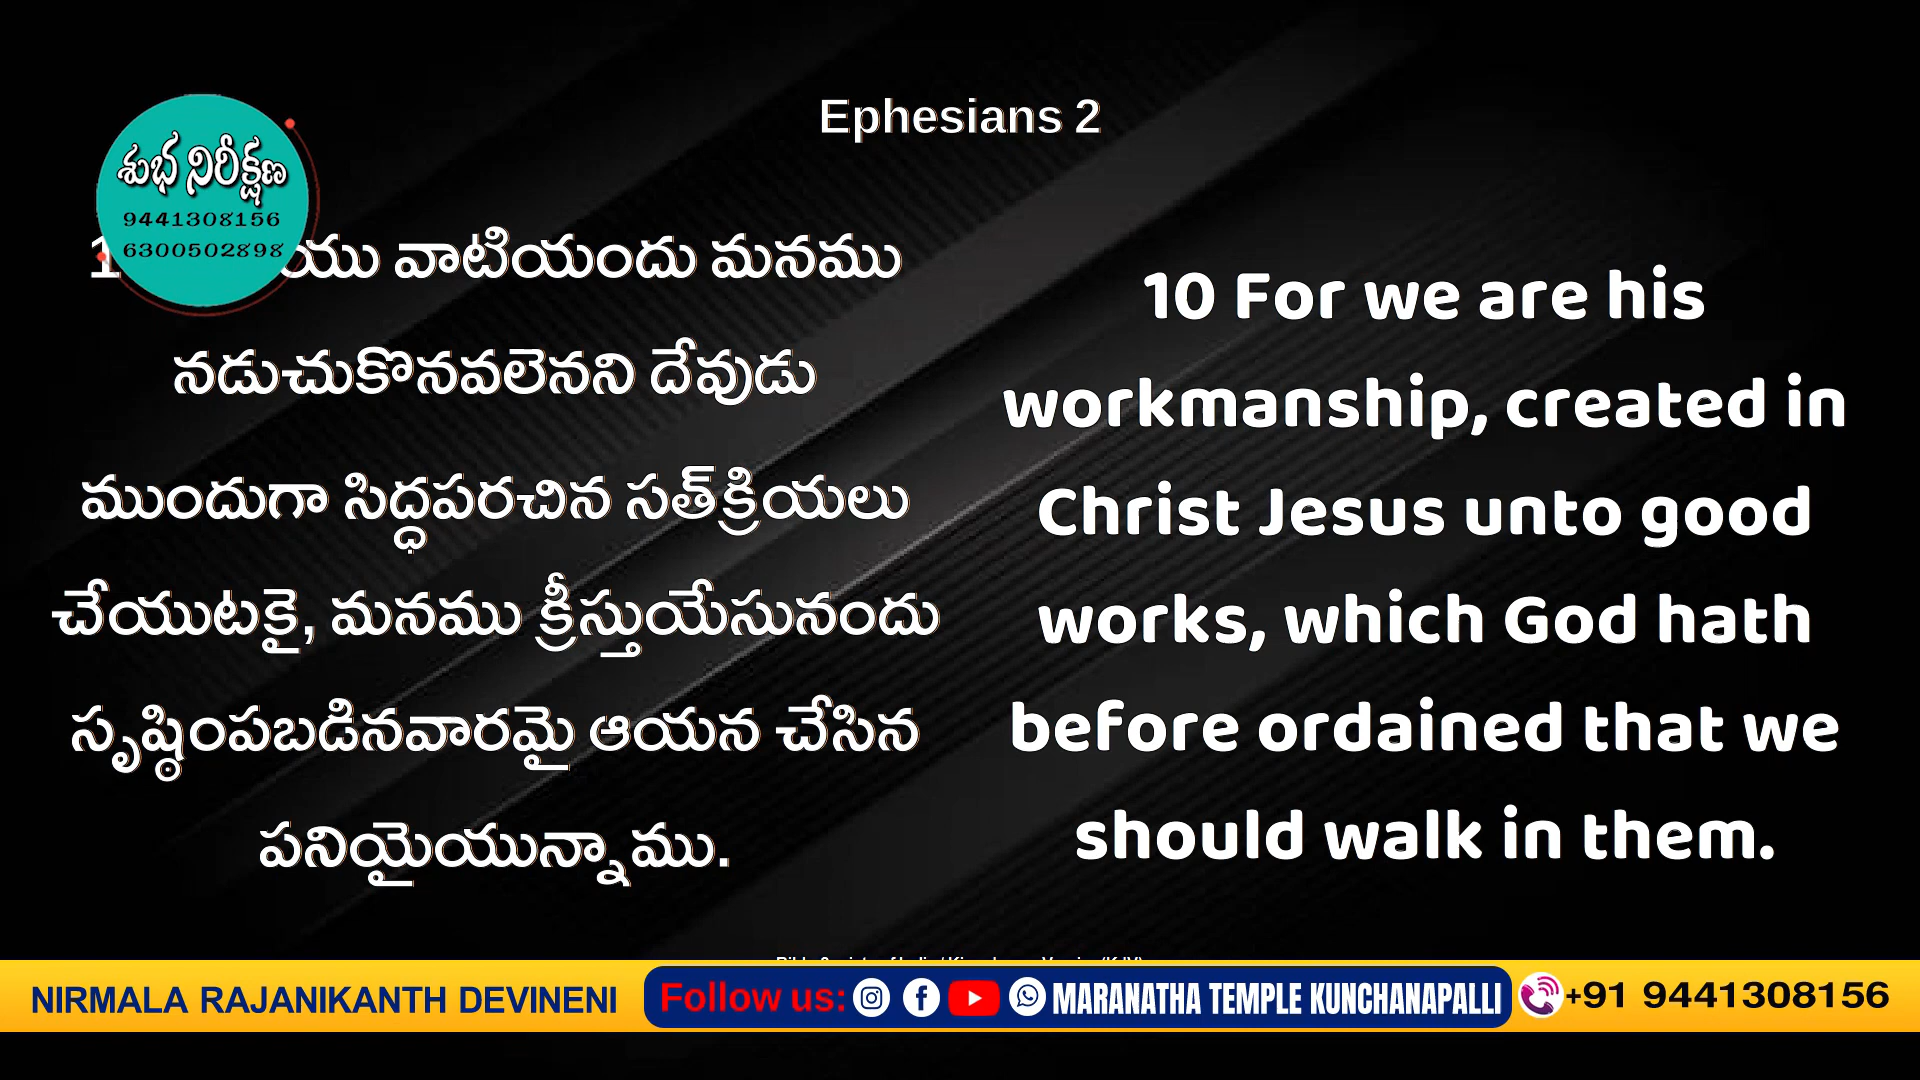 Ephesians 2
శుభ నిరీక్షణ
9441308156
6300502898
వాటియందు మనము
నడుచుకొనవలెనని దేవుడు
ముందుగా సిద్ధపరచిన సత్‌క్రియలు
చేయుటకై, మనము క్రీస్తుయేసునందు
సృష్ఠింపబడినవారమై ఆయన చేసిన
పనియైయున్నాము.
10 For we are his
workmanship, created in
Christ Jesus unto good
works, which God hath
before ordained that we
should walk in them.
NIRMALA RAJANIKANTH DEVINENI
Follow us:
MARANATHA TEMPLE KUNCHANAPALLI
+91 9441308156